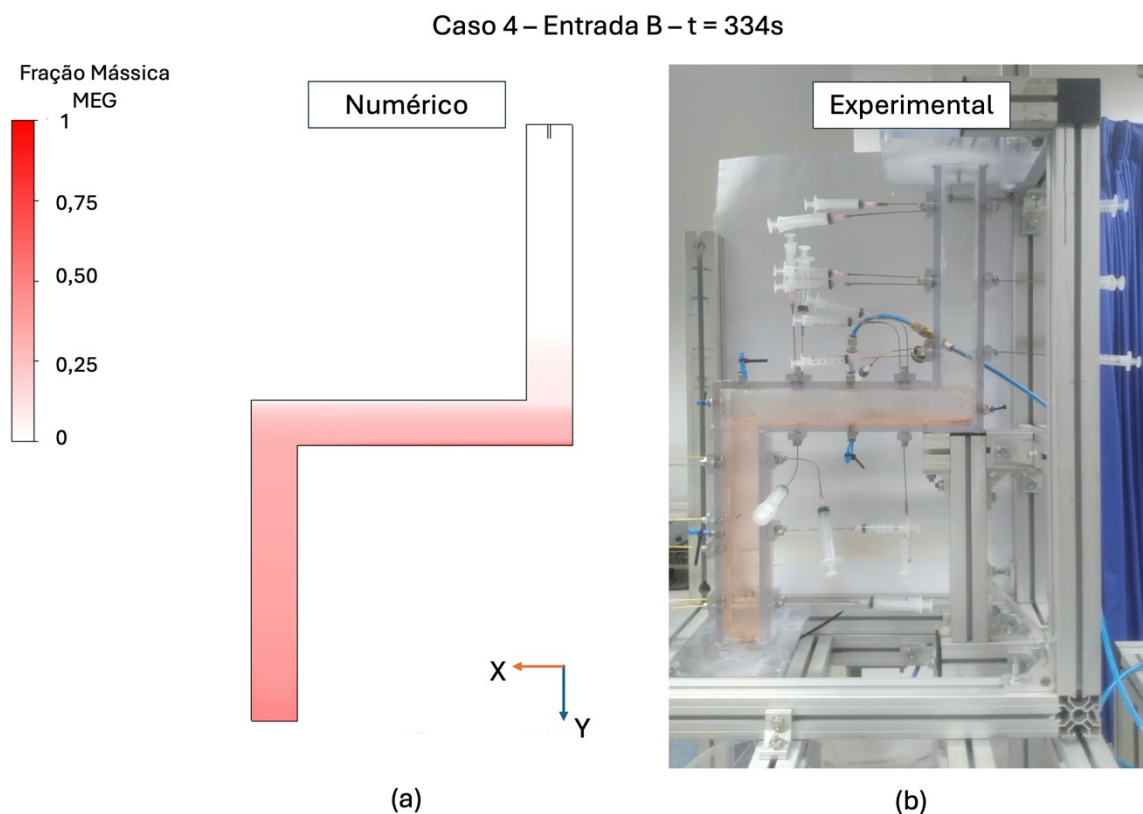 Caso 4 – Entrada B – t = 334s
Fração Mássica
MEG
1
0,75
0,50
0,25
0
Numérico
Experimental
X
Y
(a)
(b)